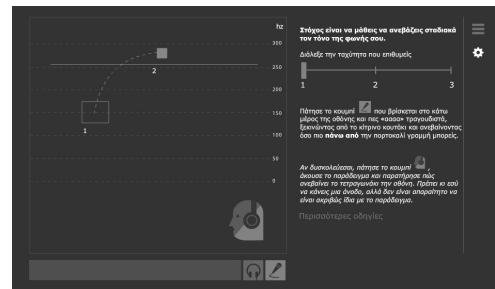 hz
300
250
200
150
100
50
0
2
1
Στόχος είναι να μάθεις να ανεβάζεις σταδιακά
τον τόνο της φωνής σου.
Διάλεξε την ταχύτητα που επιθυμείς
1 2 3
Πάτησε το κουμπί που βρίσκεται στο κάτω
μέρος της οθόνης και πες «αααα» τραγουδιστά,
ξεκινώντας από το κίτρινο κουτάκι και ανεβαίνοντας
όσο πιο πάνω από την πορτοκαλί γραμμή μπορείς.
Αν δυσκολεύεσαι, πάτησε το κουμπί ,
άκουσε το παράδειγμα και παρατήρησε πώς
ανεβαίνει το τετραγωνάκι την οθόνη. Πρέπει κι εσύ
να κάνεις μια άνοδο, αλλά δεν είναι απαραίτητο να
είναι ακριβώς ίδια με το παράδειγμα.
Περισσότερες οδηγίες